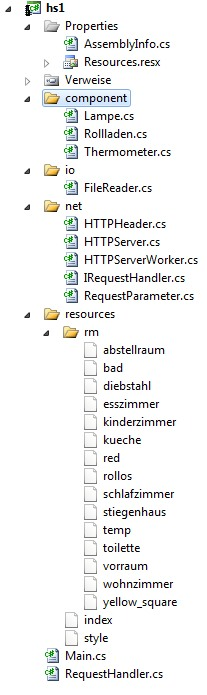 hs1
Properties
AssemblyInfo.cs
Resources.resx
Verweise
component
Lampe.cs
Rollladen.cs
Thermometer.cs
io
FileReader.cs
net
HTTPHeader.cs
HTTPServer.cs
HTTPServerWorker.cs
IRequestHandler.cs
RequestParameter.cs
resources
rm
abstellraum
bad
diebstahl
esszimmer
kinderzimmer
kueche
red
rollos
schlafzimmer
stiegenhaus
temp
toilette
vorraum
wohnzimmer
yellow_square
index
style
Main.cs
RequestHandler.cs